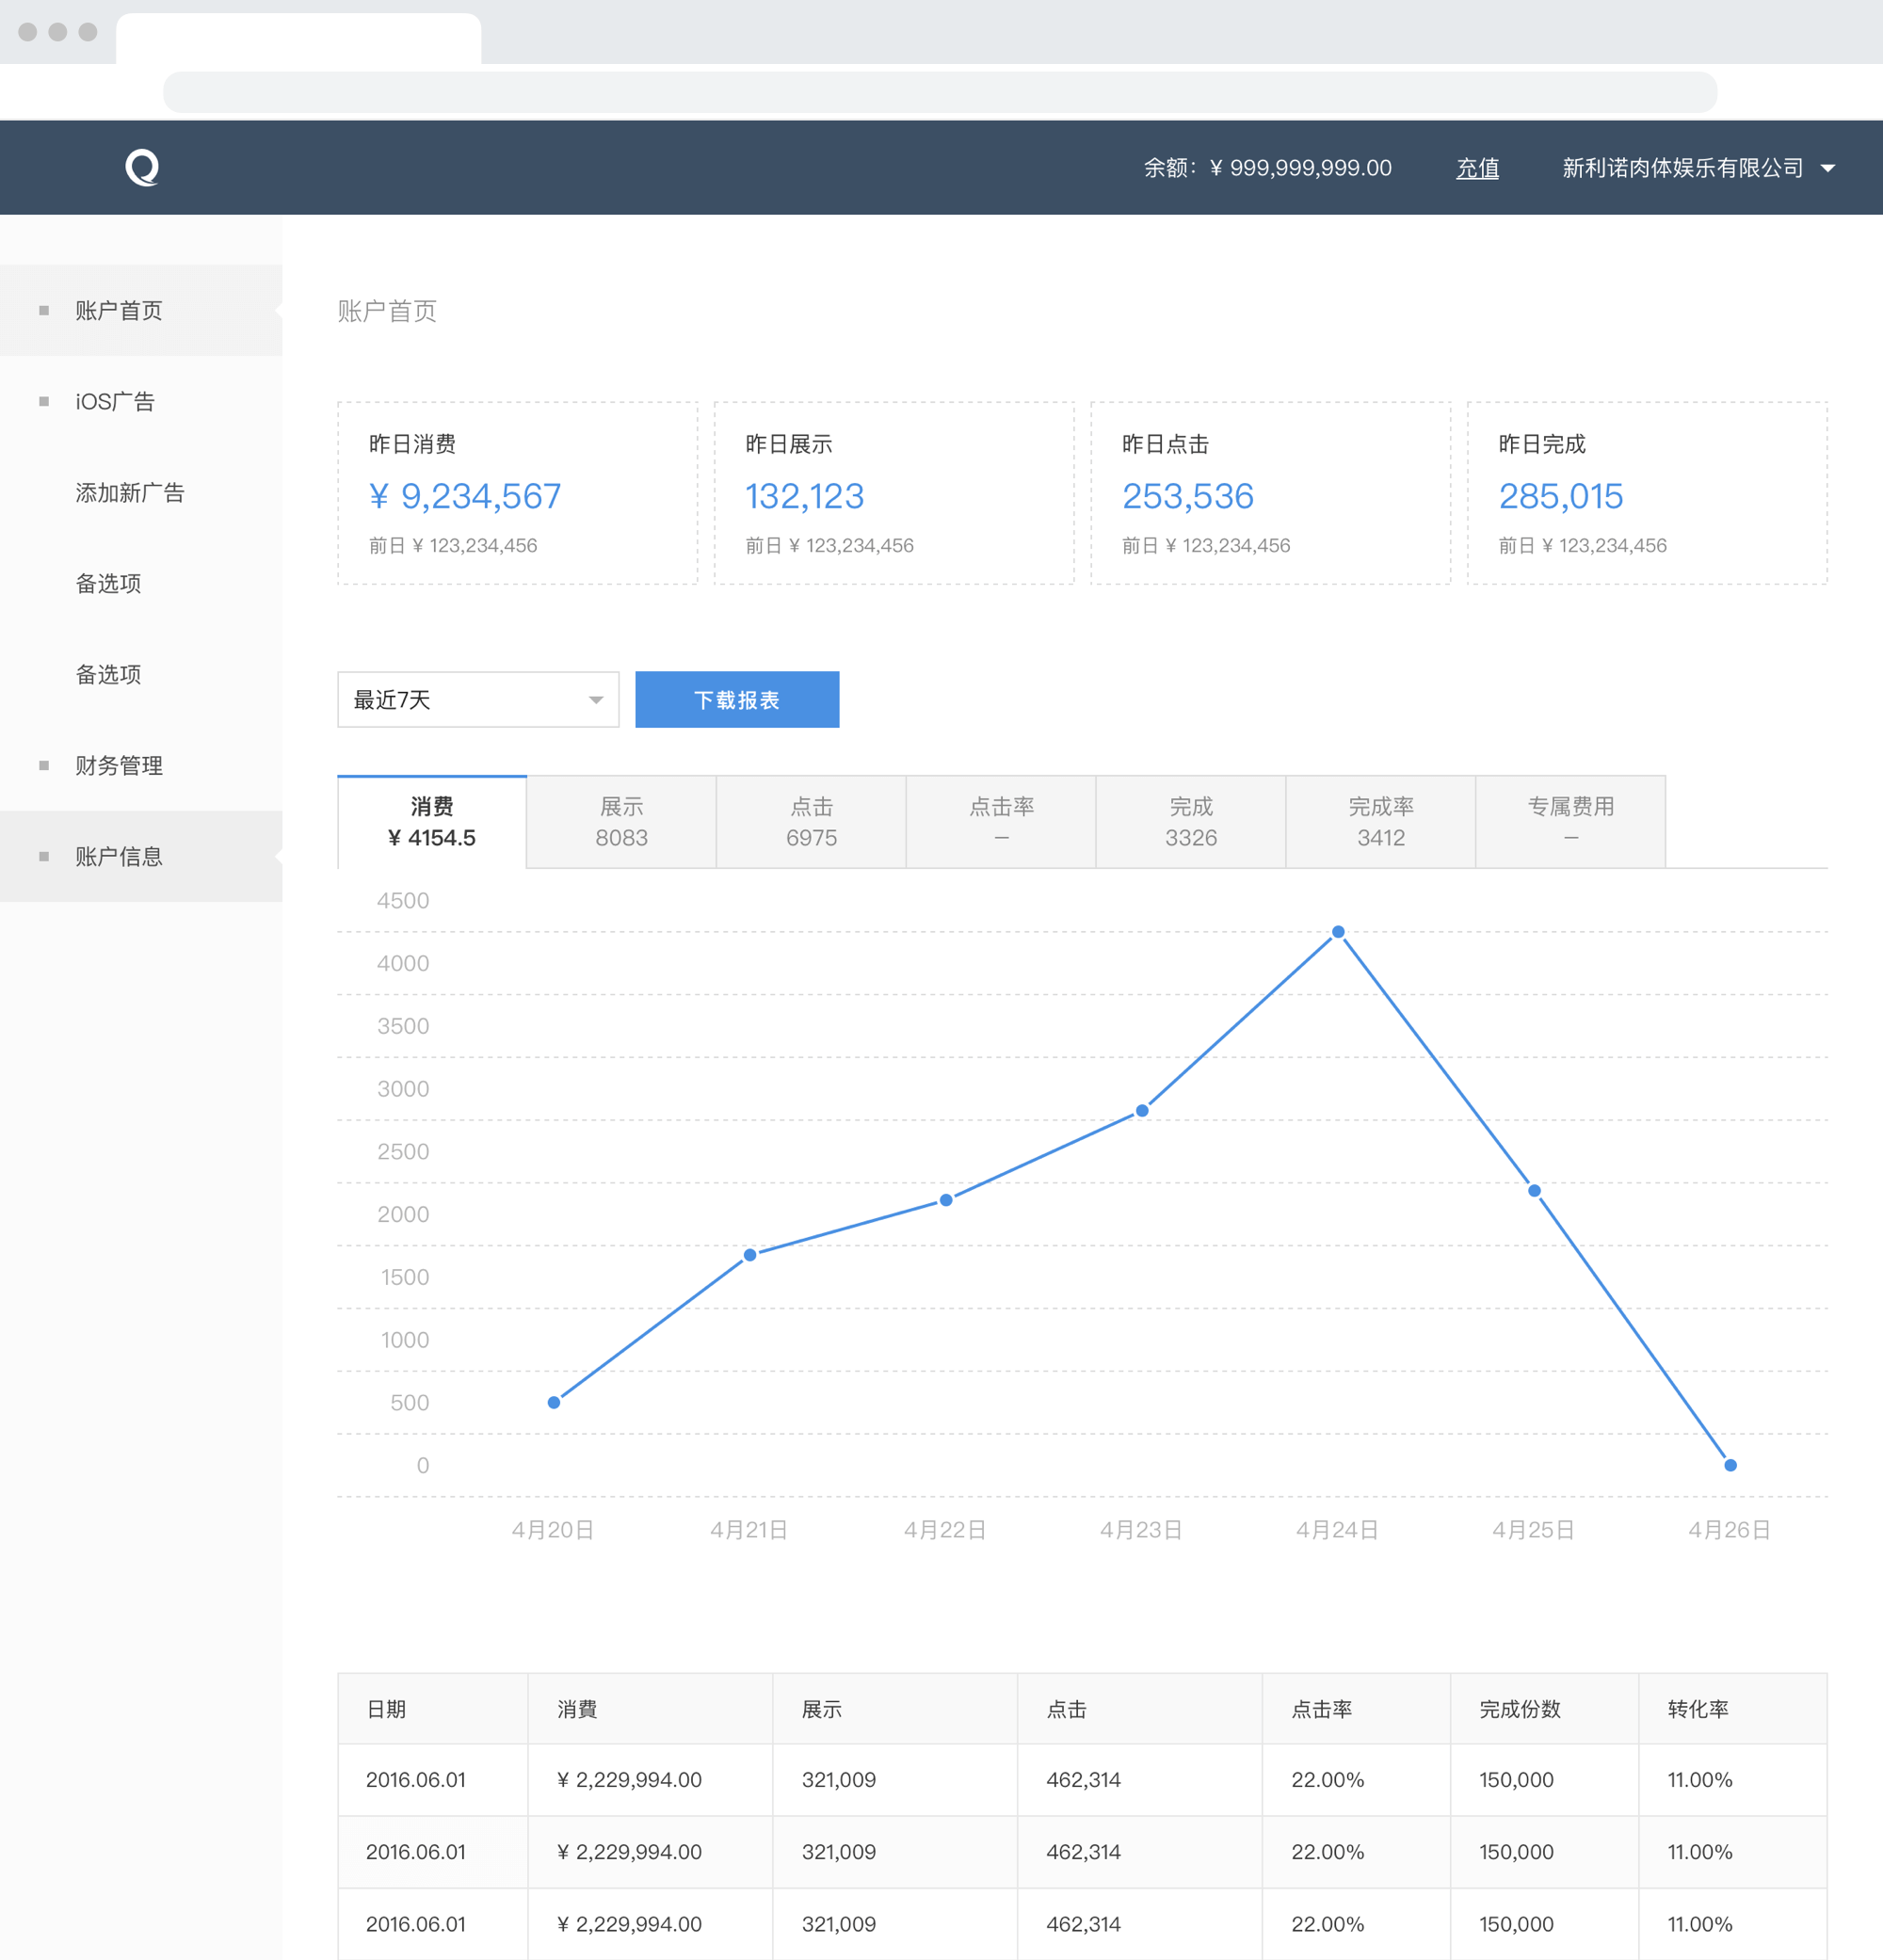 余额：¥ 999,999,999.00 充值 新利诺肉体娱乐有限公司
账户首页
iOS广告
添加新广告
备选项
备选项
财务管理
账户信息
账户首页
昨日消费
¥ 9,234,567
前日 ¥ 123,234,456
昨日展示
132,123
前日 ¥ 123,234,456
昨日点击
253,536
前日 ¥ 123,234,456
昨日完成
285,015
前日 ¥ 123,234,456
最近7天
下载报表
消费
¥ 4154.5
展示
8083
点击
6975
点击率
–
完成
3326
完成率
3412
专属费用
–
4500
4000
3500
3000
2500
2000
1500
1000
500
0
4月20日 4月21日 4月22日 4月23日 4月24日 4月25日 4月26日
日期 消費 展示 点击 点击率 完成份数 转化率
2016.06.01 ¥ 2,229,994.00 321,009 462,314 22.00% 150,000 11.00%
2016.06.01 ¥ 2,229,994.00 321,009 462,314 22.00% 150,000 11.00%
2016.06.01 ¥ 2,229,994.00 321,009 462,314 22.00% 150,000 11.00%